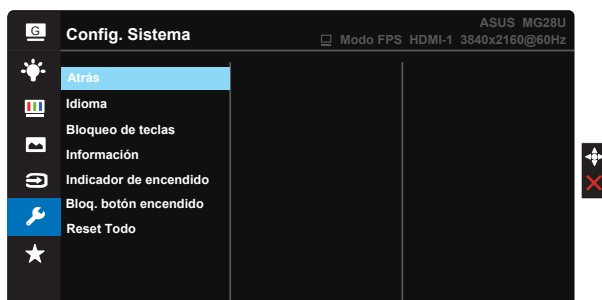 G
Config. Sistema
ASUS MG28U
Modo FPS HDMI-1 3840x2160@60Hz
Atrás
Idioma
Bloqueo de teclas
Información
Indicador de encendido
Bloq. botón encendido
Reset Todo